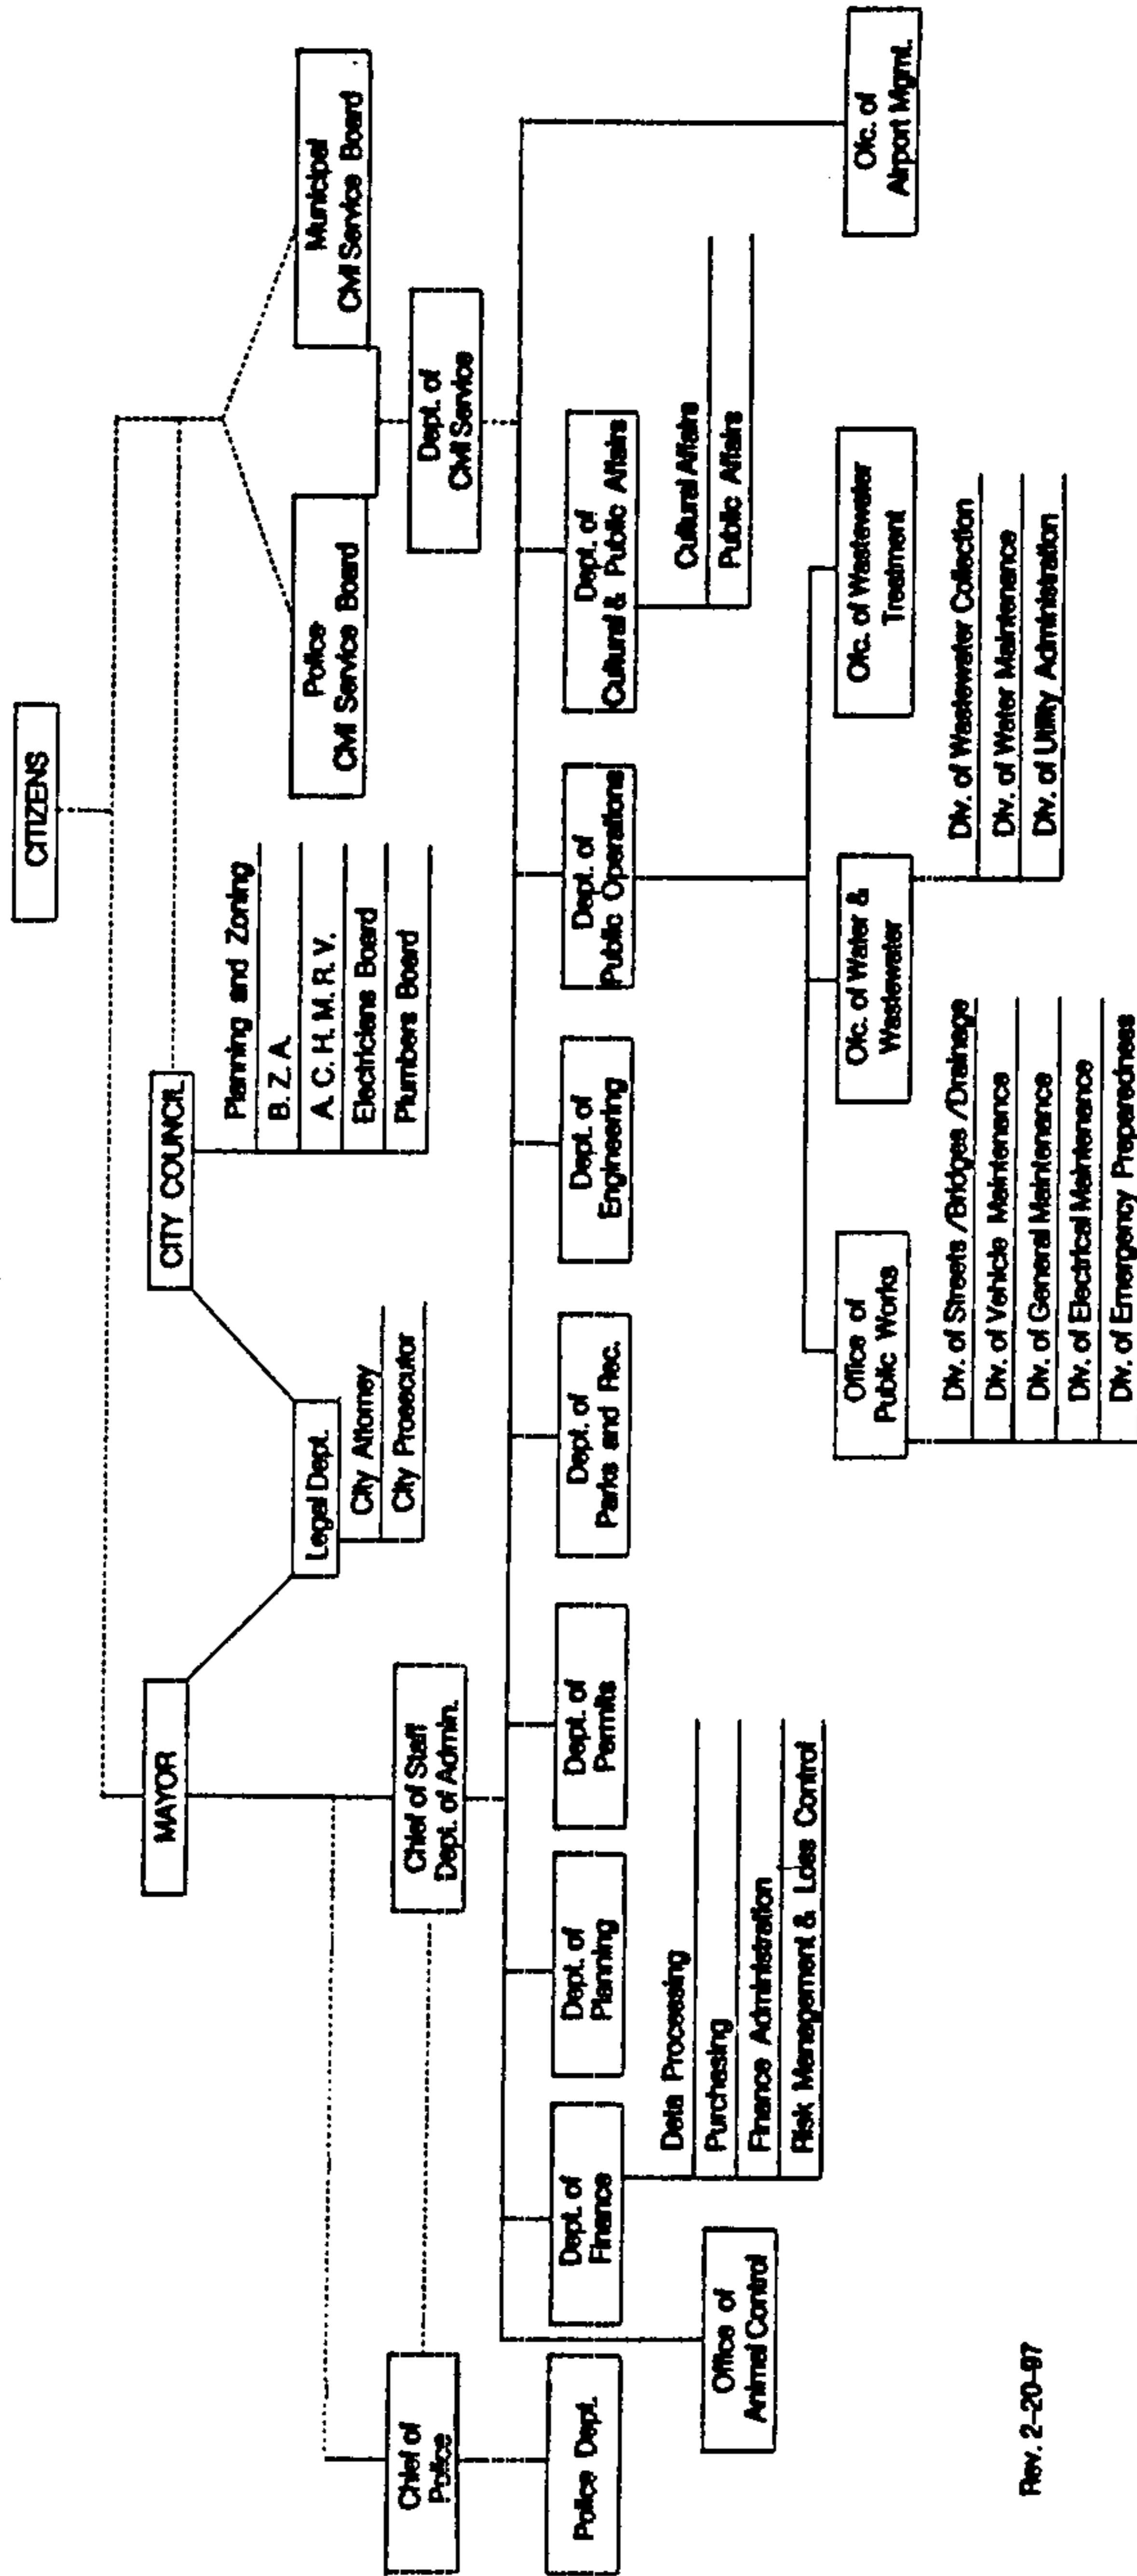 CITIZENS
MAYOR
CITY COUNCIL
Planning and Zoning
B. Z. A.
A. C. H. M. R. V.
Electricians Board
Plumbers Board
Legal Dept.
City Attorney
City Prosecutor
Police
Civil Service Board
Municipal
Civil Service Board
Chief of
Police
Chief of Staff
Dept. of Admin.
Dept. of
Civil Service
Police Dept.
Dept. of
Finance
Dept. of
Planning
Dept. of
Permits
Dept. of
Parks and Rec.
Dept. of
Engineering
Dept. of
Public Operations
Dept. of
Cultural & Public Affairs
Cultural Affairs
Public Affairs
Office of
Animal Control
Data Processing
Purchasing
Finance Administration
Risk Management & Loss Control
Office of
Public Works
Ofc. of Water &
Wastewater
Ofc. of Wastewater
Treatment
Ofc. of
Airport Mgmt.
Div. of Streets /Bridges /Drainage
Div. of Vehicle Maintenance
Div. of General Maintenance
Div. of Electrical Maintenance
Div. of Emergency Preparedness
Div. of Wastewater Collection
Div. of Water Maintenance
Div. of Utility Administration
Rev. 2-20-97